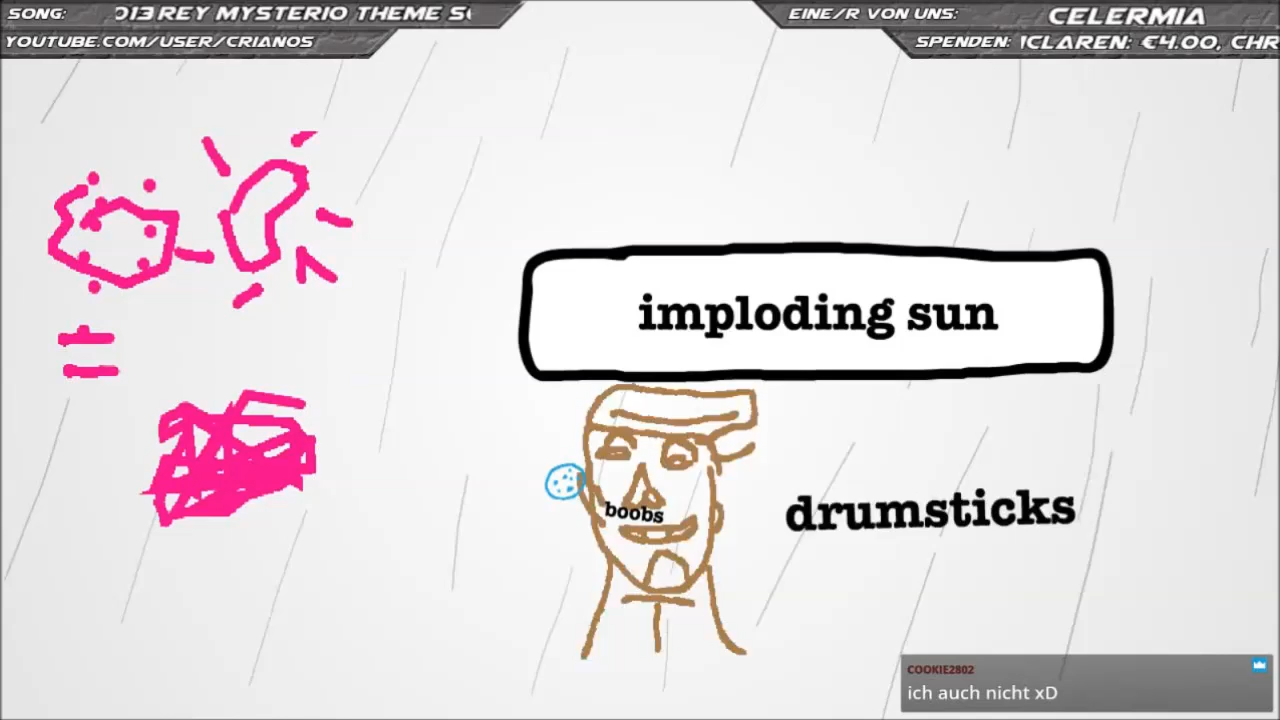 SONG: 013 REY MYSTERIO THEME
YOUTUBE.COM/USER/CRIANOS
EINE/R VON UNS: CELERMIA
SPENDEN: ICLAREN: €4.00, CHR
imploding sun
boobs
drumsticks
COOKIE2802
ich auch nicht xD